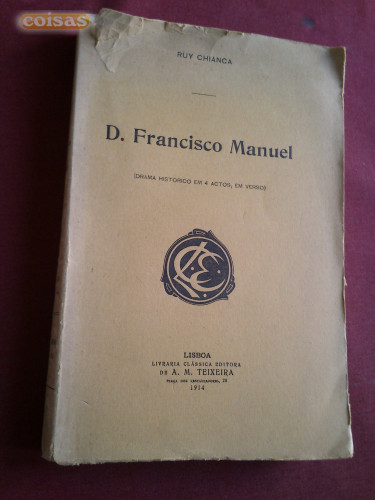 coisas
RUY CHIANCA
D. Francisco Manuel
(DRAMA HISTORICO EM 4 ACTOS, EM VERSO)
LISBOA
LIVRARIA CLÁSSICA EDITORA
DE A. M. TEIXEIRA
1914